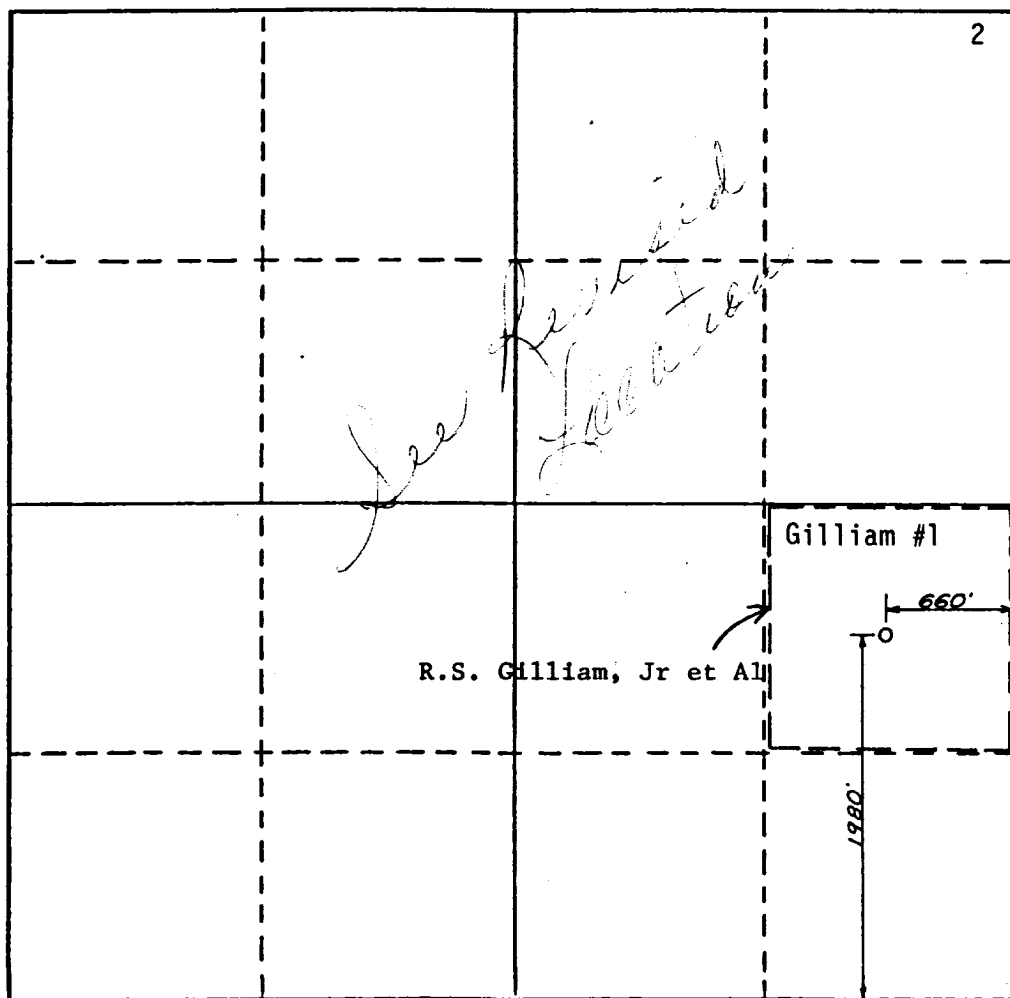 2
See Revised
Location
Gilliam #1
660'
R.S. Gilliam, Jr et Al
1980'